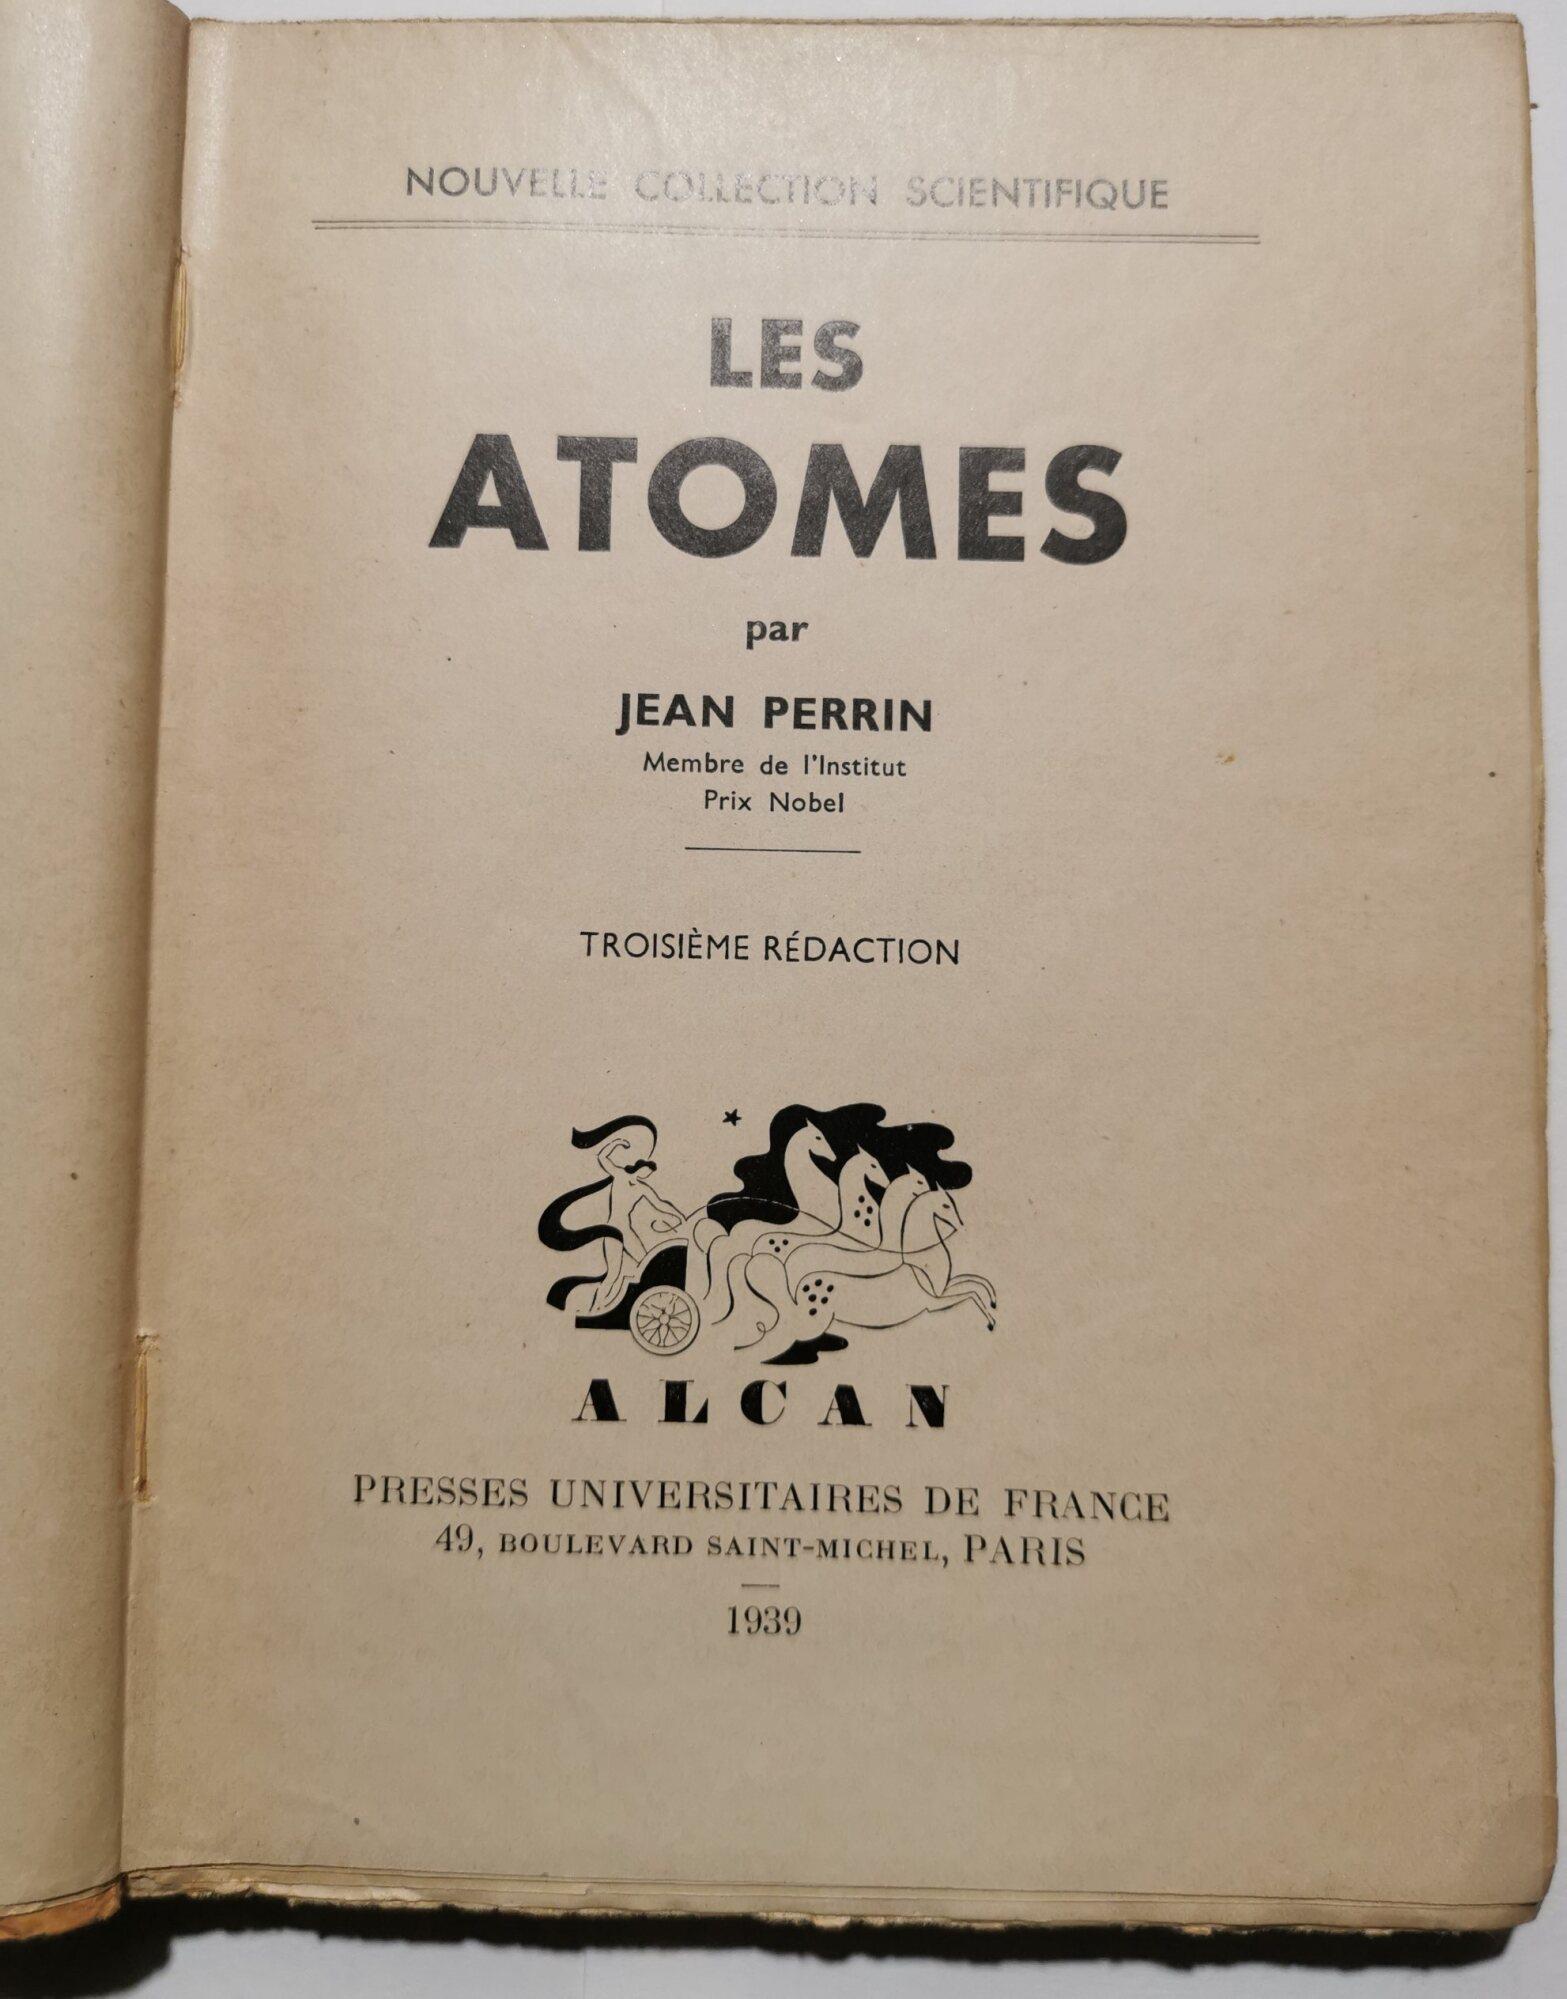 NOUVELLE COLLECTION SCIENTIFIQUE
LES
ATOMES
par
JEAN PERRIN
Membre de l'Institut
Prix Nobel
TROISIÈME RÉDACTION
ALCAN
PRESSES UNIVERSITAIRES DE FRANCE
49, BOULEVARD SAINT-MICHEL, PARIS
1939